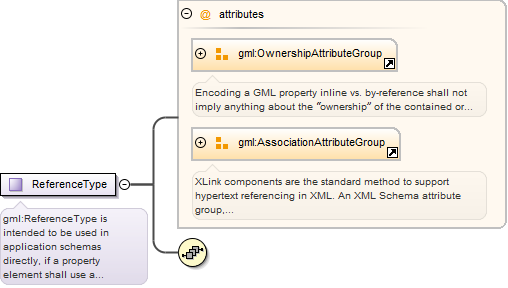 @ attributes
gml:OwnershipAttributeGroup
Encoding a GML property inline vs. by-reference shall not
imply anything about the "ownership" of the contained or...
gml:AssociationAttributeGroup
XLink components are the standard method to support
hypertext referencing in XML. An XML Schema attribute
group,...
ReferenceType
gml:ReferenceType is
intended to be used in
application schemas
directly, if a property
element shall use a...